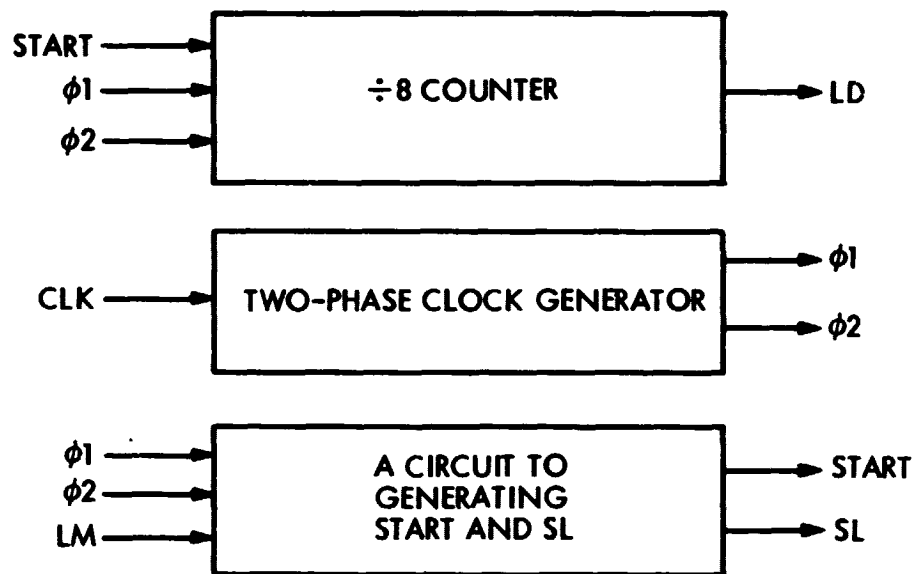 START
φ1
φ2
÷8 COUNTER
LD
CLK
TWO-PHASE CLOCK GENERATOR
φ1
φ2
φ1
φ2
LM
A CIRCUIT TO
GENERATING
START AND SL
START
SL